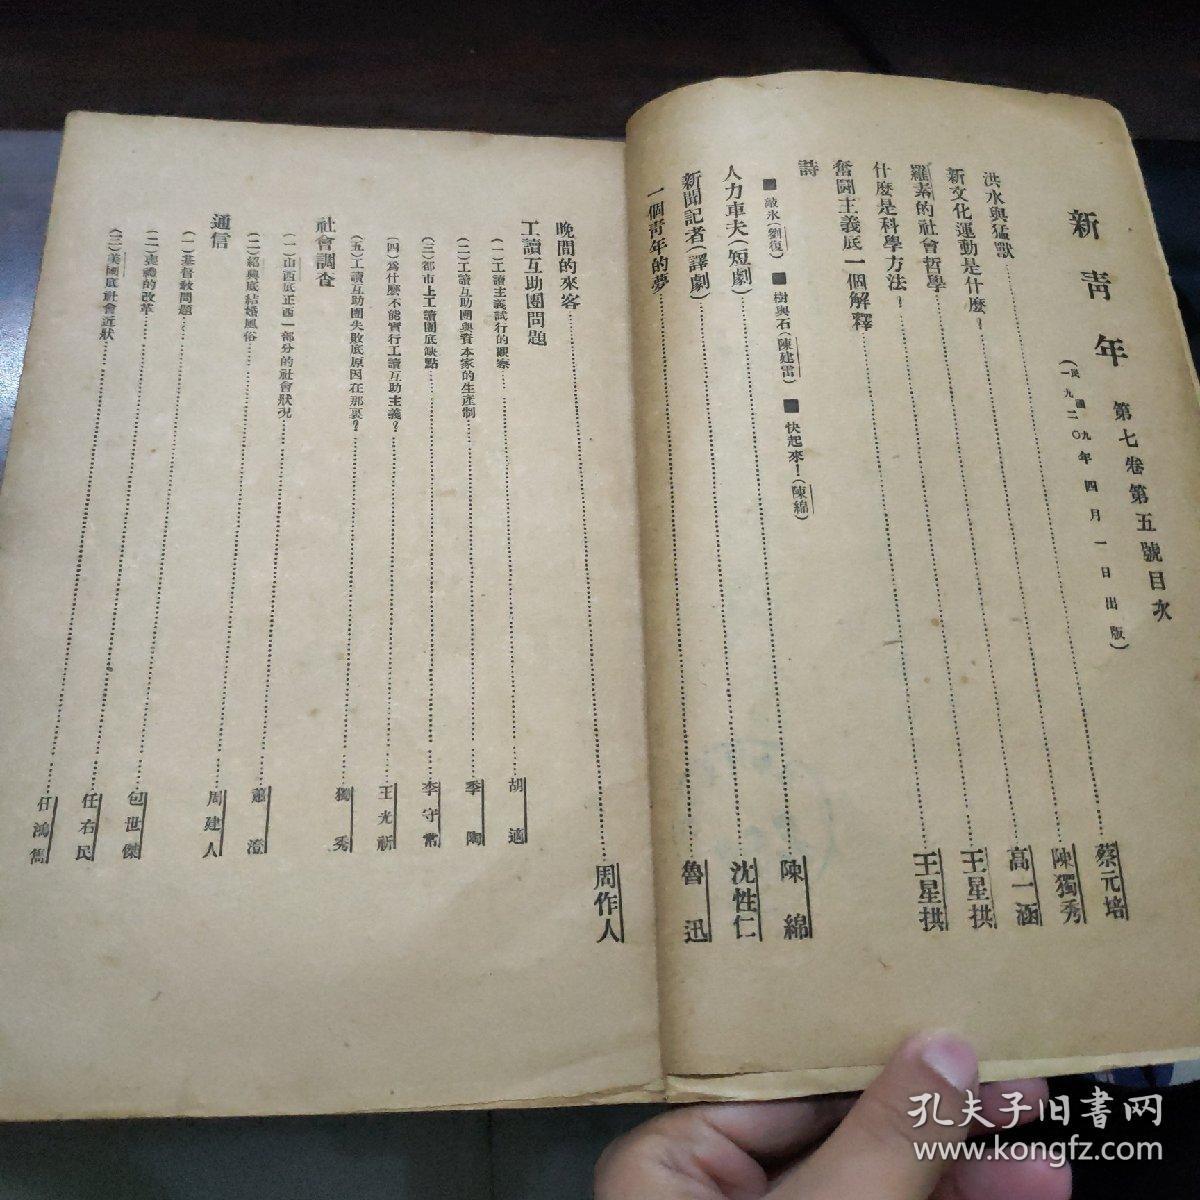 新青年 第七卷第五號目次
(民國九年四月一日出版)
一九二〇
洪水與猛獸 蔡元培
新文化運動是什麼? 陳獨秀
羅素的社會哲學 高一涵
什麼是科學方法? 王星拱
奮鬭主義底一個解釋 王星拱
詩
■敲氷(劉復) ■樹與石(陳建雷) ■快起來!(陳綿)
人力車夫(短劇) 陳綿
新聞記者(譯劇) 沈性仁
一個青年的夢 魯迅
晚間的來客 周作人
工讀互助團問題
(一)工讀主義試行的觀察 胡適
(二)工讀互助團與資本家的生產制 季陶
(三)都市上工讀團底缺點 李守常
(四)爲什麼不能實行工讀互助主義? 王光祈
(五)工讀互助團失敗底原因在那裏? 獨秀
社會調查
(一)山西底正西一部分的社會狀況 蕭澄
(二)紹興底結婚風俗 周建人
通信
(一)基督敎問題 包世傑
(二)喪禮的改革 任右民
(三)美國底社會近狀 任鴻雋
孔夫子旧書网
www.kongfz.com